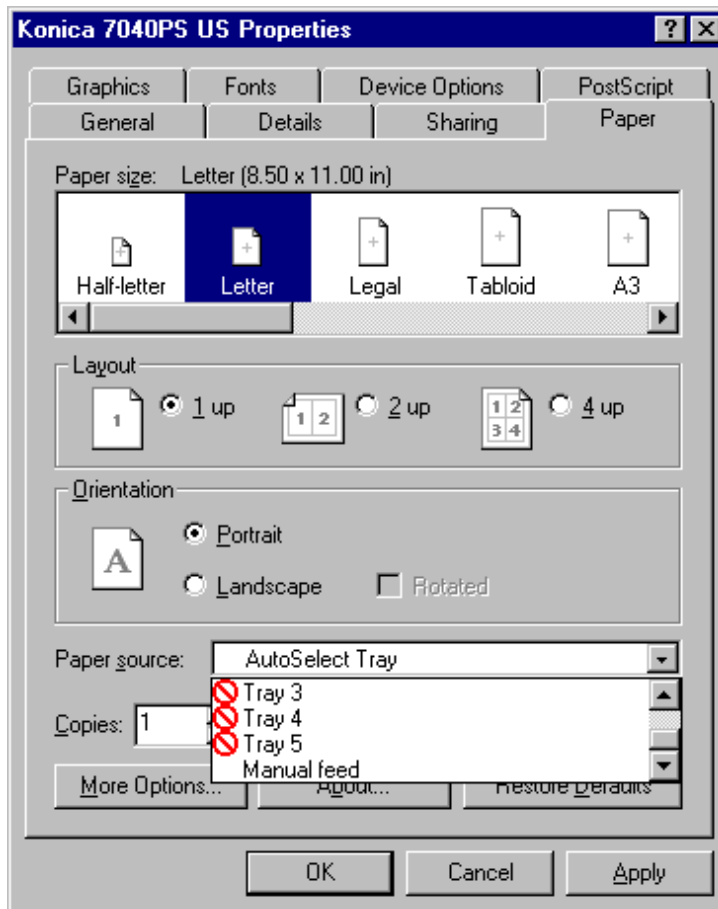 Konica 7040PS US Properties
? X
Graphics Fonts Device Options PostScript
General Details Sharing Paper
Paper size: Letter (8.50 x 11.00 in)
+ + + + +
Half-letter Letter Legal Tabloid A3
Layout
1 1 up 1 2 2 up 1 2 4 up
3 4
Orientation
A Portrait
Landscape Rotated
Paper source: AutoSelect Tray
Tray 3
Copies: 1 Tray 4
Tray 5
Manual feed
More Options... About... Restore Defaults
OK Cancel Apply